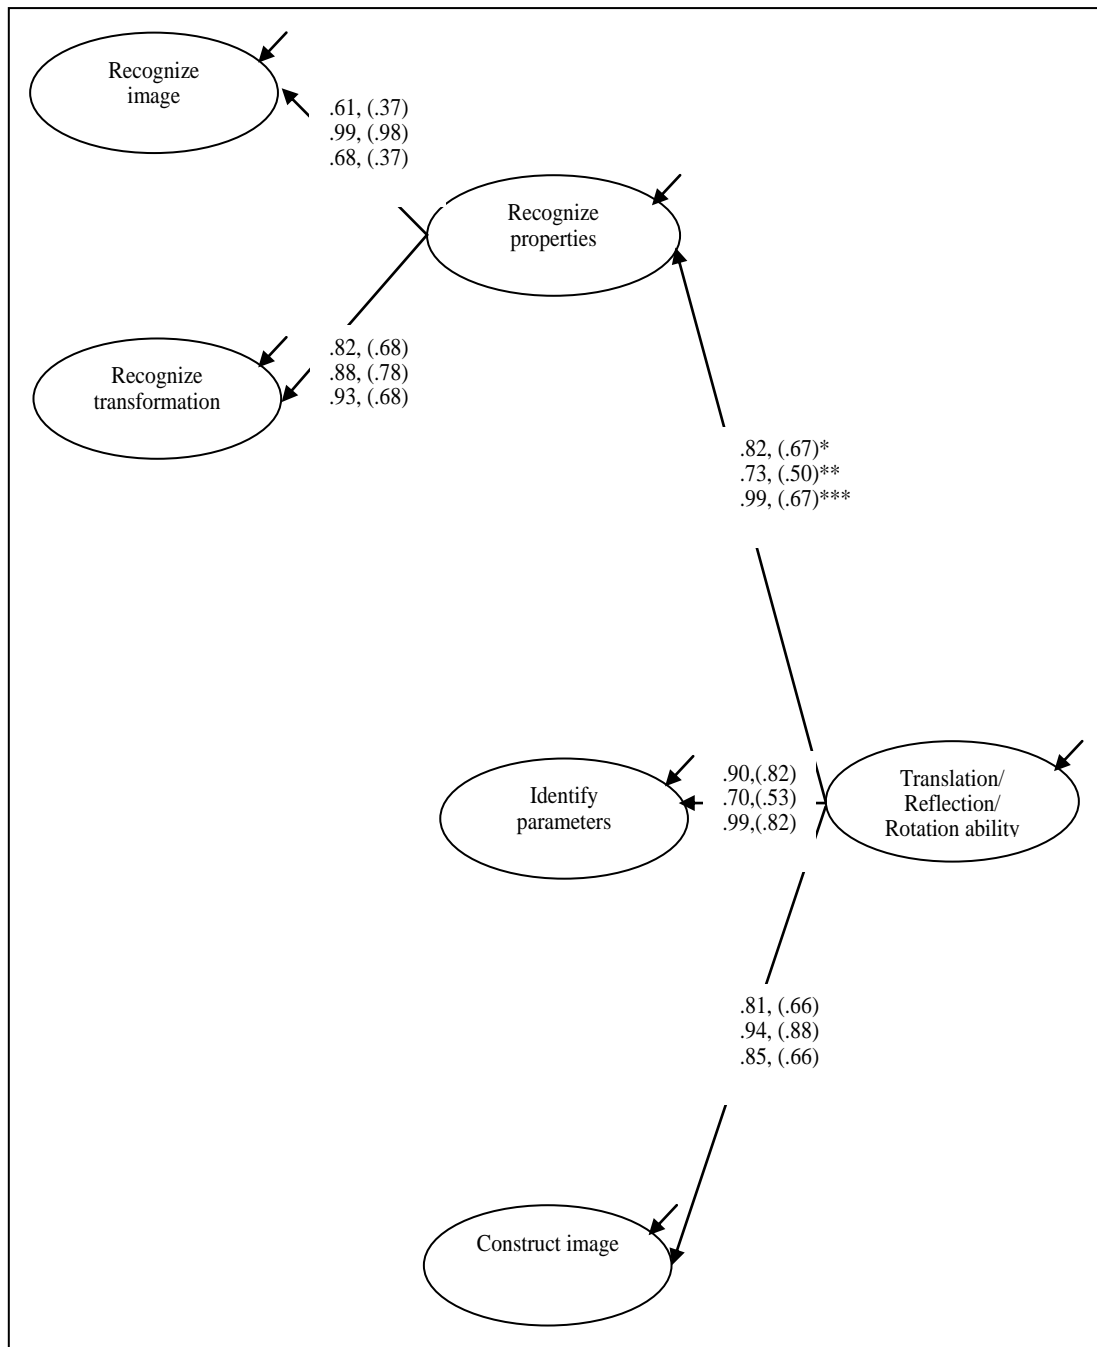 Recognize
image
.61, (.37)
.99, (.98)
.68, (.37)
Recognize
properties
Recognize
transformation
.82, (.68)
.88, (.78)
.93, (.68)
.82, (.67)*
.73, (.50)**
.99, (.67)***
Identify
parameters
.90,(.82)
.70,(.53)
.99,(.82)
Translation/
Reflection/
Rotation ability
.81, (.66)
.94, (.88)
.85, (.66)
Construct image